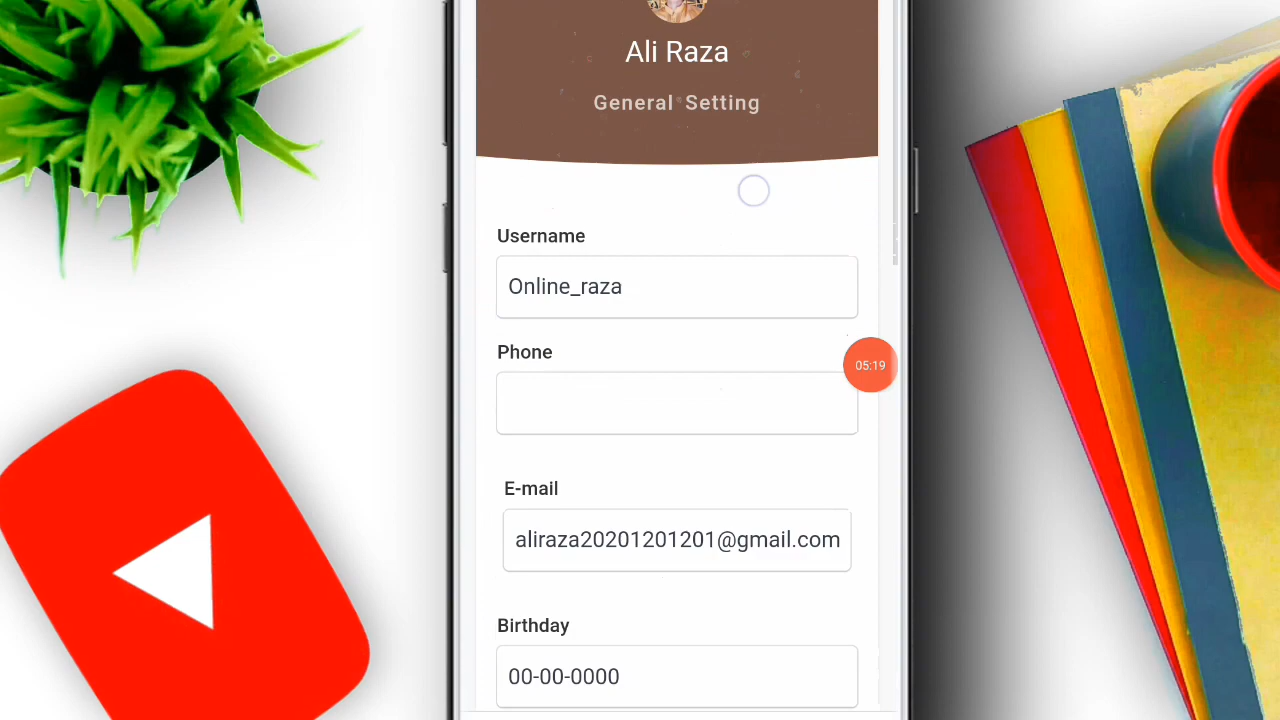 Ali Raza
General Setting
Username
Online_raza
Phone
05:19
E-mail
aliraza20201201201@gmail.com
Birthday
00-00-0000